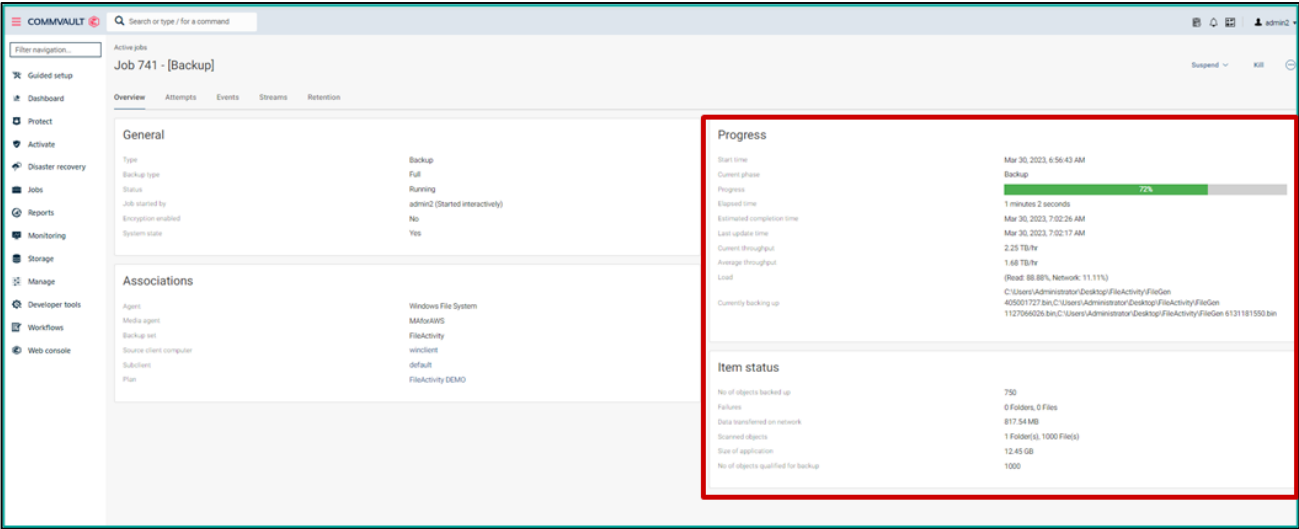 COMMVAULT
Search or type / for a command
admin2
Filter navigation...
Guided setup
Dashboard
Protect
Activate
Disaster recovery
Jobs
Reports
Monitoring
Storage
Manage
Developer tools
Workflows
Web console
Active jobs
Job 741 - [Backup]
Suspend
Kill
Overview Attempts Events Streams Retention
General
Type Backup
Backup type Full
Status Running
Job started by admin2 (Started interactively)
Encryption enabled No
System state Yes
Associations
Agent Windows File System
Media agent MAforAWS
Backup set FileActivity
Source client computer winclient
Subclient default
Plan FileActivity DEMO
Progress
Start time Mar 30, 2023, 6:56:43 AM
Current phase Backup
Progress 72%
Elapsed time 1 minutes 2 seconds
Estimated completion time Mar 30, 2023, 7:02:26 AM
Last update time Mar 30, 2023, 7:02:17 AM
Current throughput 2.25 TB/hr
Average throughput 1.68 TB/hr
Load (Read: 88.88%, Network: 11.11%)
Currently backing up C:\Users\Administrator\Desktop\FileActivity\FileGen
405001727.bin,C:\Users\Administrator\Desktop\FileActivity\FileGen
1127066026.bin,C:\Users\Administrator\Desktop\FileActivity\FileGen 6131181550.bin
Item status
No of objects backed up 750
Failures 0 Folders, 0 Files
Data transferred on network 817.54 MB
Scanned objects 1 Folder(s), 1000 File(s)
Size of application 12.45 GB
No of objects qualified for backup 1000